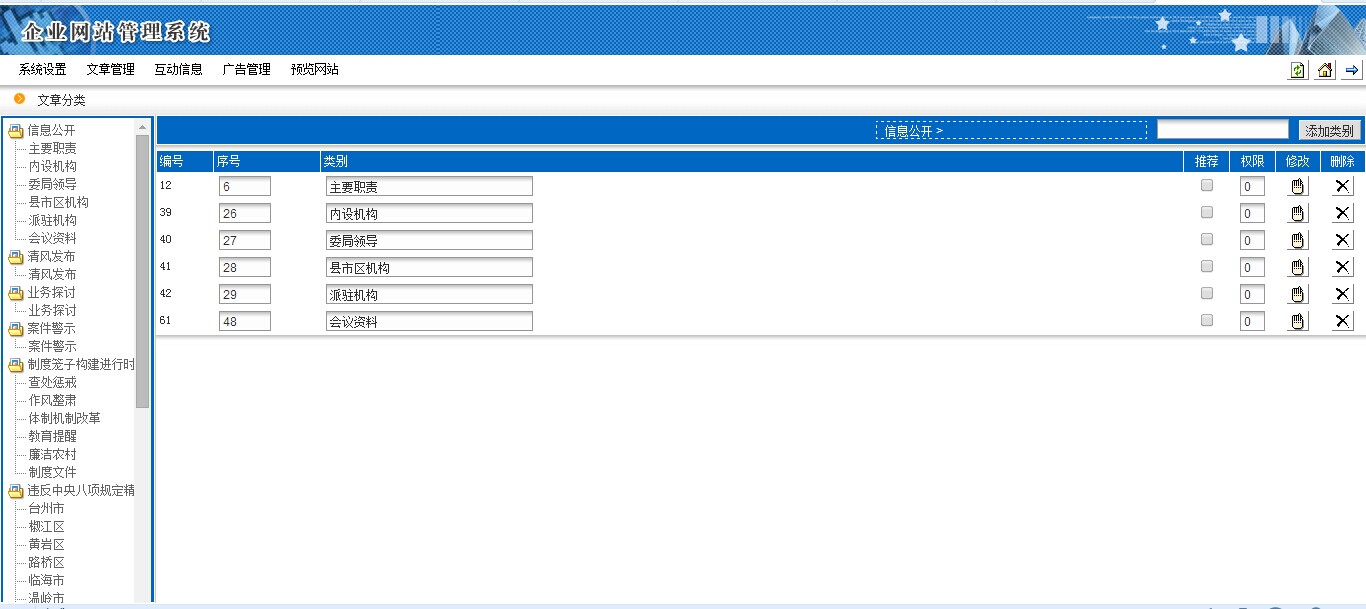 企业网站管理系统
系统设置 文章管理 互动信息 广告管理 预览网站
文章分类
信息公开
主要职责
内设机构
委局领导
县市区机构
派驻机构
会议资料
清风发布
清风发布
业务探讨
业务探讨
案件警示
案件警示
制度笼子构建进行时
查处惩戒
作风整肃
体制机制改革
教育提醒
廉洁农村
制度文件
违反中央八项规定精
台州市
椒江区
黄岩区
路桥区
临海市
温岭市
信息公开 > 添加类别
编号 序号 类别 推荐 权限 修改 删除
12 6 主要职责 0
39 26 内设机构 0
40 27 委局领导 0
41 28 县市区机构 0
42 29 派驻机构 0
61 48 会议资料 0